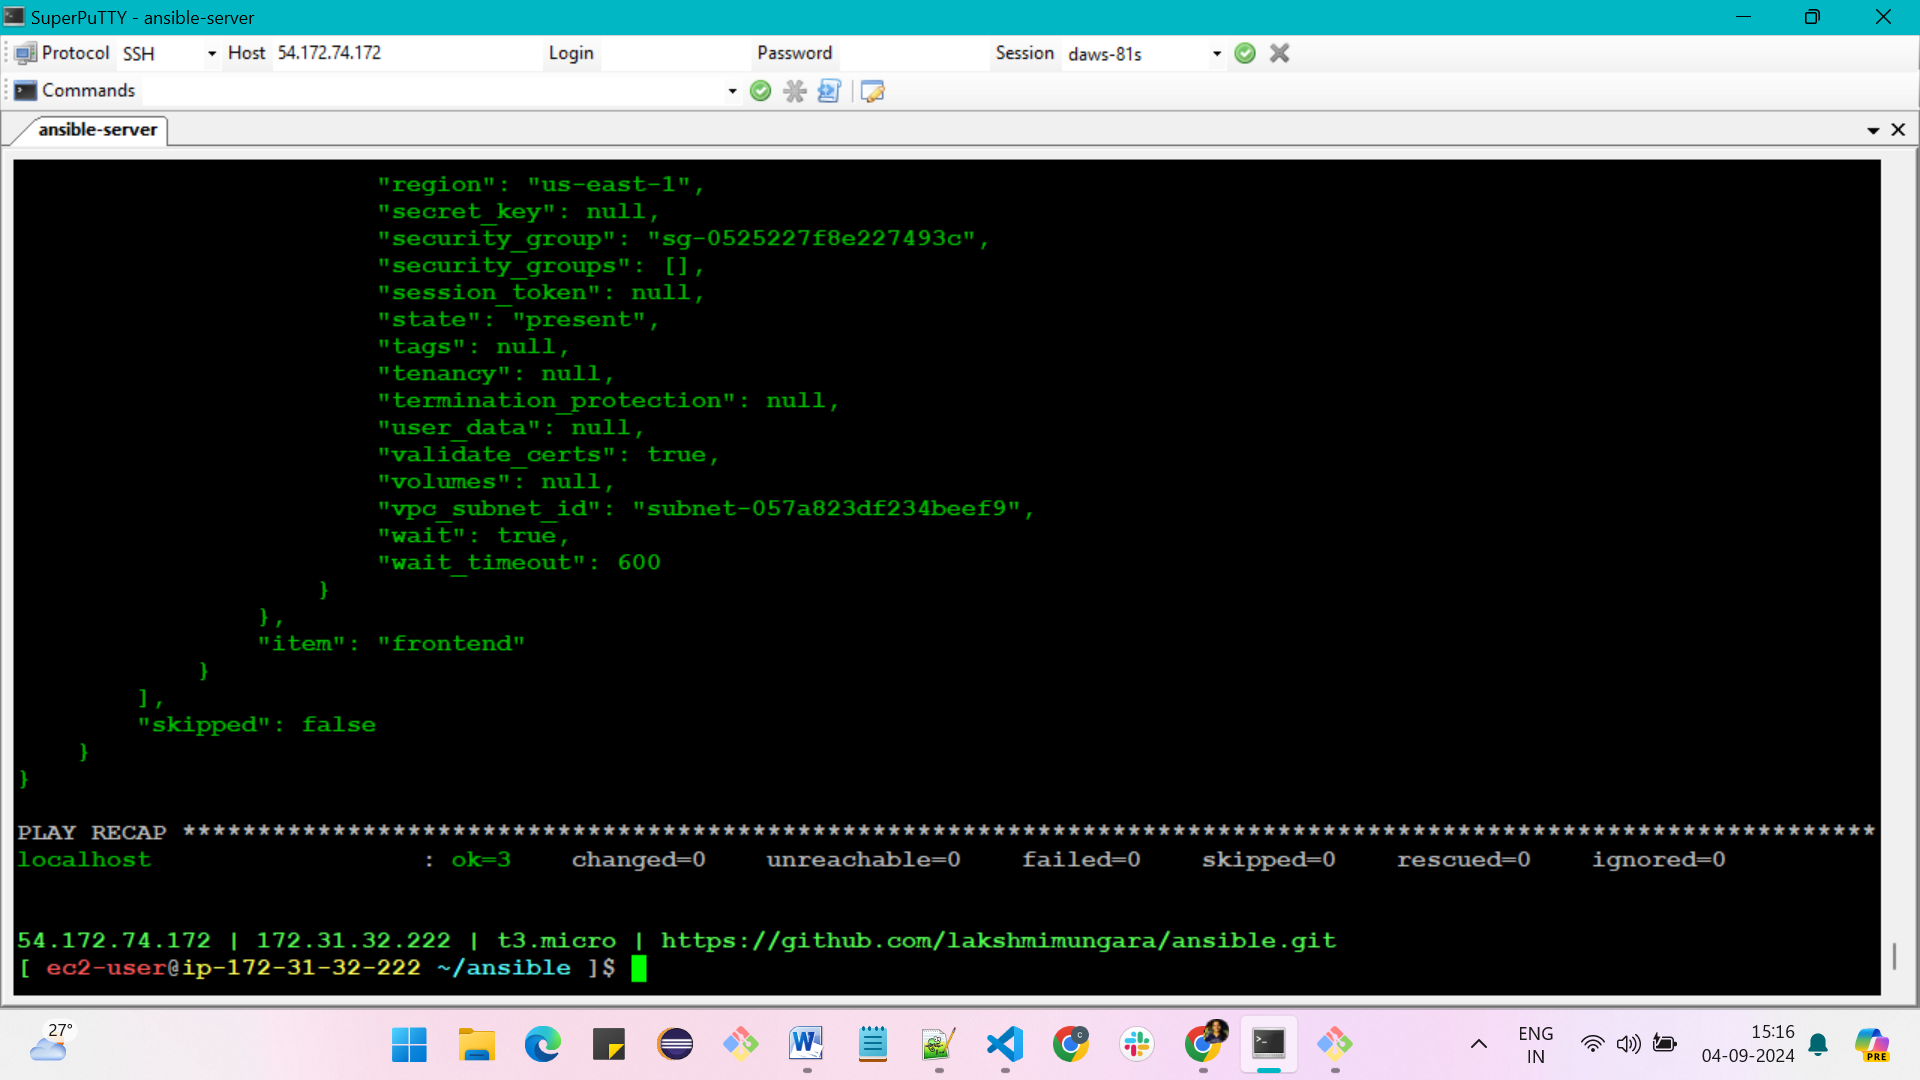 SuperPuTTY - ansible-server
Protocol SSH Host 54.172.74.172 Login Password Session daws-81s
Commands
ansible-server
"region": "us-east-1",
"secret_key": null,
"security_group": "sg-0525227f8e227493c",
"security_groups": [],
"session_token": null,
"state": "present",
"tags": null,
"tenancy": null,
"termination_protection": null,
"user_data": null,
"validate_certs": true,
"volumes": null,
"vpc_subnet_id": "subnet-057a823df234beef9",
"wait": true,
"wait_timeout": 600
}
},
"item": "frontend"
}
],
"skipped": false
}
}
PLAY RECAP *****************************************************************************************************************
localhost : ok=3 changed=0 unreachable=0 failed=0 skipped=0 rescued=0 ignored=0
54.172.74.172 | 172.31.32.222 | t3.micro | https://github.com/lakshmimungara/ansible.git
[ ec2-user@ip-172-31-32-222 ~/ansible ]$
27°
ENG
IN
15:16
04-09-2024
PRE